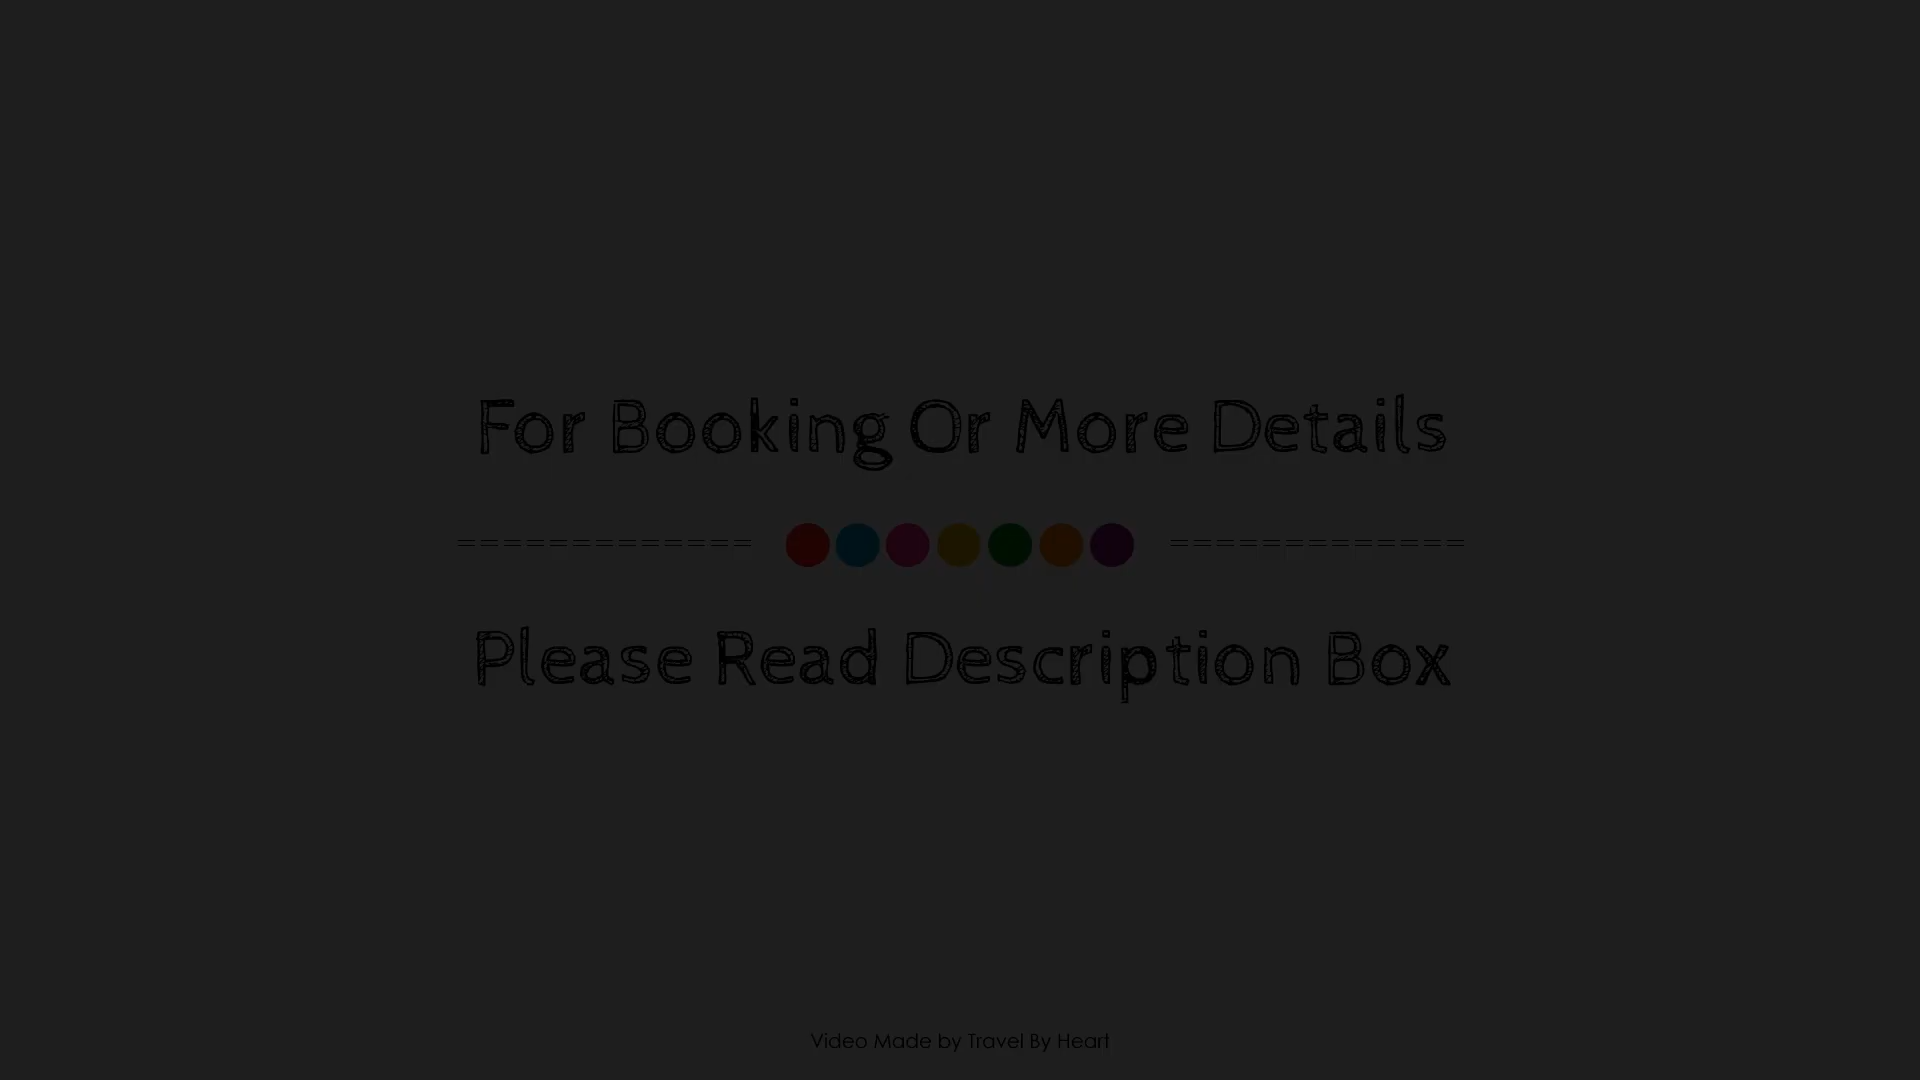 For Booking Or More Details
============= =============
Please Read Description Box
Video Made by Travel By Heart